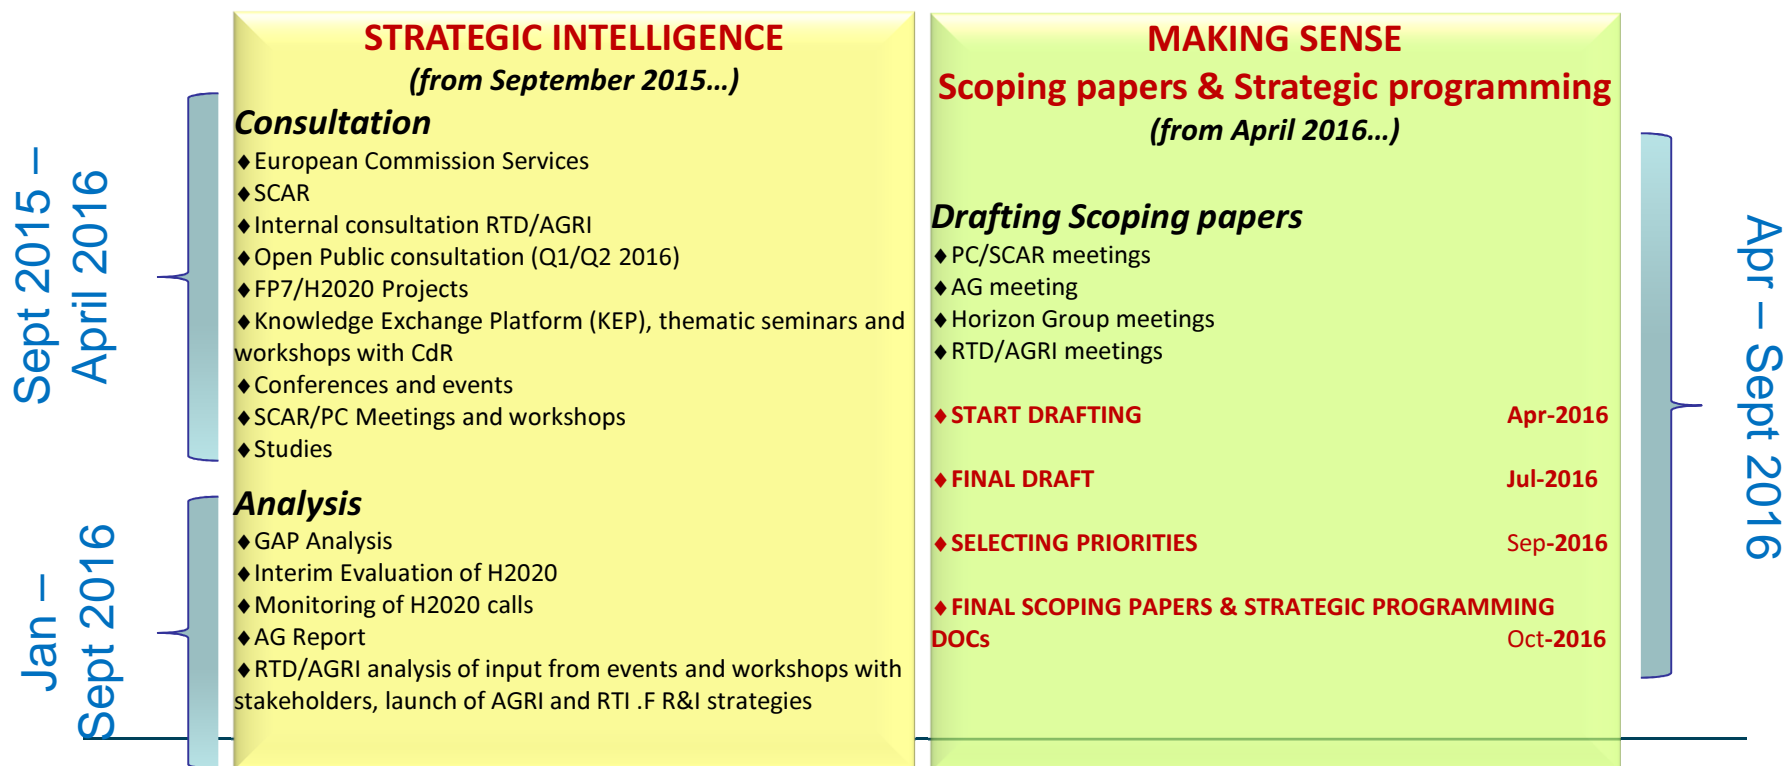 Sept 2015 –
April 2016
Jan –
Sept 2016
STRATEGIC INTELLIGENCE
(from September 2015…)
Consultation
♦European Commission Services
♦SCAR
♦Internal consultation RTD/AGRI
♦Open Public consultation (Q1/Q2 2016)
♦FP7/H2020 Projects
♦Knowledge Exchange Platform (KEP), thematic seminars and
workshops with CdR
♦Conferences and events
♦SCAR/PC Meetings and workshops
♦Studies
Analysis
♦GAP Analysis
♦Interim Evaluation of H2020
♦Monitoring of H2020 calls
♦AG Report
♦RTD/AGRI analysis of input from events and workshops with
stakeholders, launch of AGRI and RTI .F R&I strategies
MAKING SENSE
Scoping papers & Strategic programming
(from April 2016…)
Drafting Scoping papers
♦PC/SCAR meetings
♦AG meeting
♦Horizon Group meetings
♦RTD/AGRI meetings
♦START DRAFTING Apr-2016
♦FINAL DRAFT Jul-2016
♦SELECTING PRIORITIES Sep-2016
♦FINAL SCOPING PAPERS & STRATEGIC PROGRAMMING
DOCs Oct-2016
Apr – Sept 2016